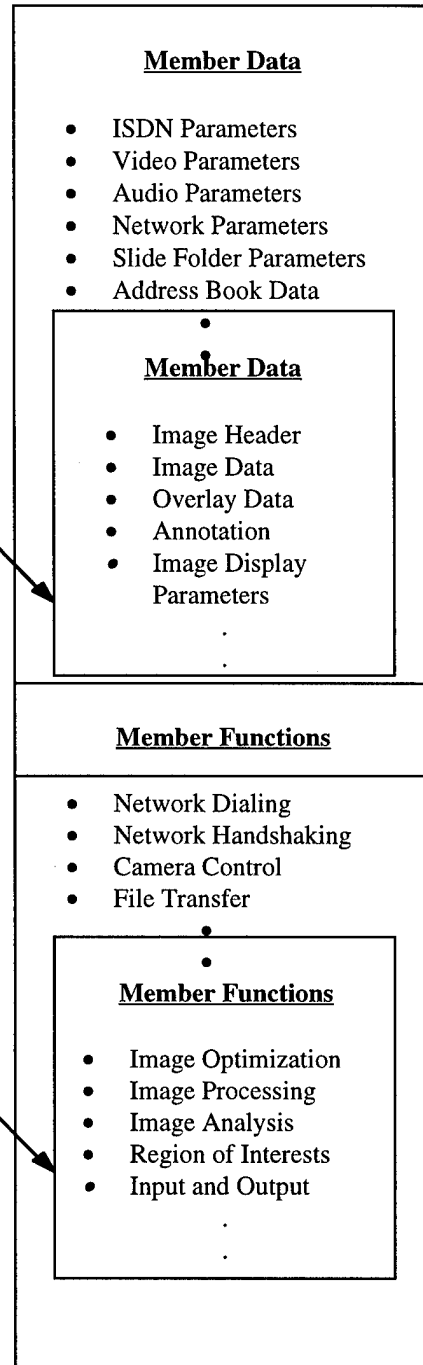 Member Data
• ISDN Parameters
• Video Parameters
• Audio Parameters
• Network Parameters
• Slide Folder Parameters
• Address Book Data
•
•
Member Data
• Image Header
• Image Data
• Overlay Data
• Annotation
• Image Display
Parameters
.
.
Member Functions
• Network Dialing
• Network Handshaking
• Camera Control
• File Transfer
•
•
Member Functions
• Image Optimization
• Image Processing
• Image Analysis
• Region of Interests
• Input and Output
.
.